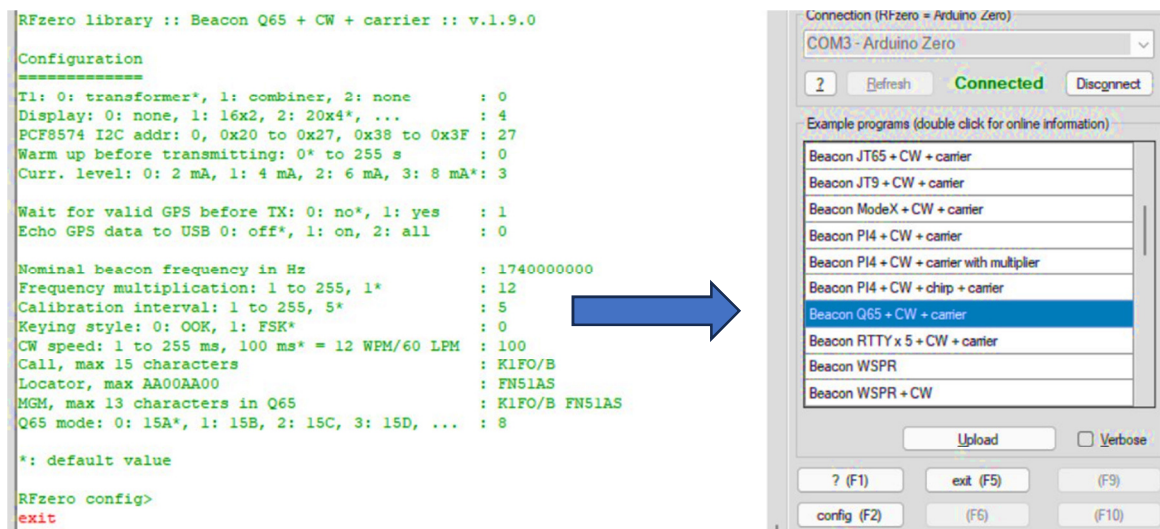 RFzero library :: Beacon Q65 + CW + carrier :: v.1.9.0
Configuration
=============
T1: 0: transformer*, 1: combiner, 2: none : 0
Display: 0: none, 1: 16x2, 2: 20x4*, ... : 4
PCF8574 I2C addr: 0, 0x20 to 0x27, 0x38 to 0x3F : 27
Warm up before transmitting: 0* to 255 s : 0
Curr. level: 0: 2 mA, 1: 4 mA, 2: 6 mA, 3: 8 mA*: 3
Wait for valid GPS before TX: 0: no*, 1: yes : 1
Echo GPS data to USB 0: off*, 1: on, 2: all : 0
Nominal beacon frequency in Hz : 1740000000
Frequency multiplication: 1 to 255, 1* : 12
Calibration interval: 1 to 255, 5* : 5
Keying style: 0: OOK, 1: FSK* : 0
CW speed: 1 to 255 ms, 100 ms* = 12 WPM/60 LPM : 100
Call, max 15 characters : K1FO/B
Locator, max AA00AA00 : FN51AS
MGM, max 13 characters in Q65 : K1FO/B FN51AS
Q65 mode: 0: 15A*, 1: 15B, 2: 15C, 3: 15D, ... : 8
*: default value
RFzero config>
exit
Connection (RFzero = Arduino Zero)
COM3 - Arduino Zero
? Refresh Connected Disconnect
Example programs (double click for online information)
Beacon JT65 + CW + carrier
Beacon JT9 + CW + carrier
Beacon ModeX + CW + carrier
Beacon PI4 + CW + carrier
Beacon PI4 + CW + carrier with multiplier
Beacon PI4 + CW + chirp + carrier
Beacon Q65 + CW + carrier
Beacon RTTY x 5 + CW + carrier
Beacon WSPR
Beacon WSPR + CW
Upload Verbose
? (F1) exit (F5) (F9)
config (F2) (F6) (F10)